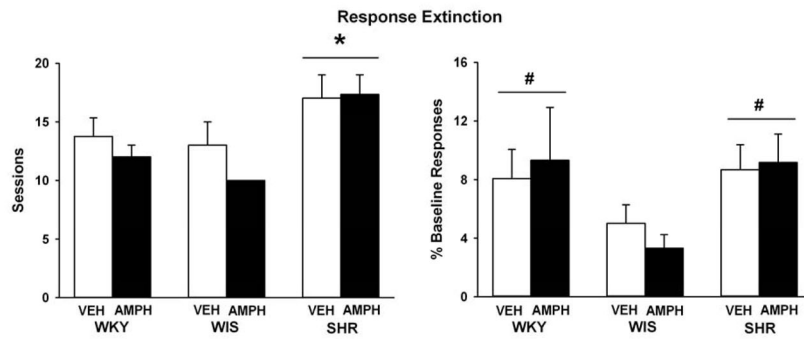 Response Extinction
*
20
15
10
5
0
Sessions
VEH AMPH VEH AMPH VEH AMPH
WKY WIS SHR
#
#
16
12
8
4
0
% Baseline Responses
VEH AMPH VEH AMPH VEH AMPH
WKY WIS SHR